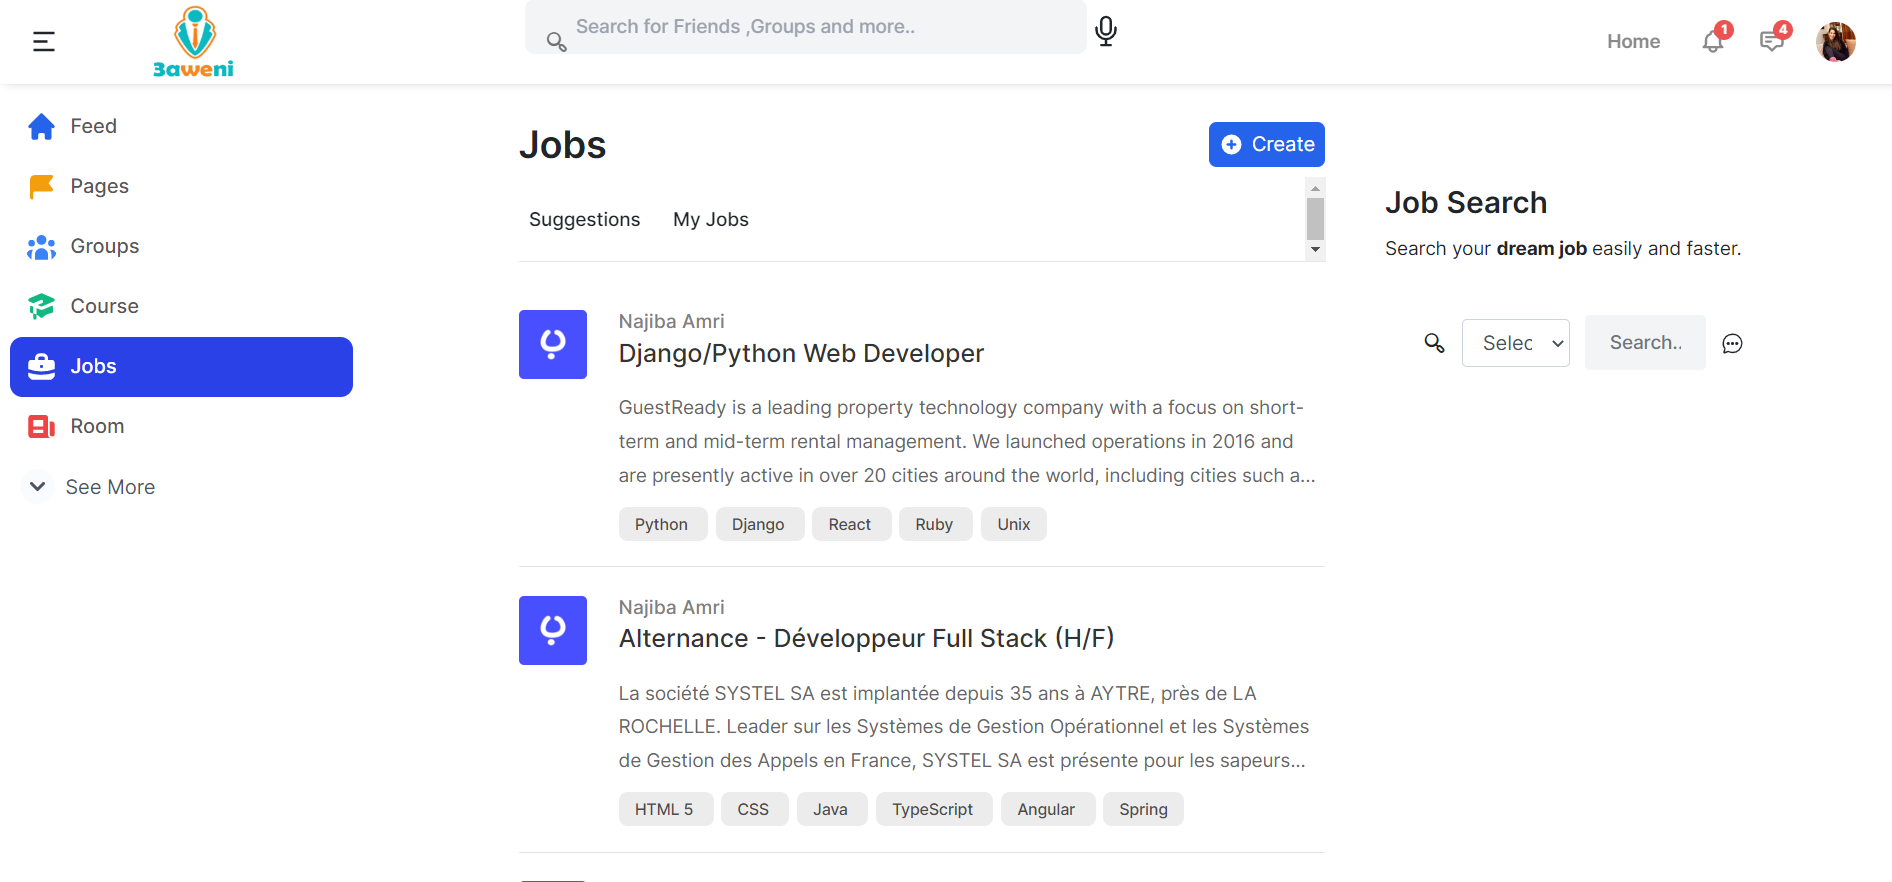 3aweni
Search for Friends ,Groups and more..
Home
1
4
Feed
Pages
Groups
Course
Jobs
Room
See More
Jobs
Create
Suggestions
My Jobs
Najiba Amri
Django/Python Web Developer
GuestReady is a leading property technology company with a focus on short-
term and mid-term rental management. We launched operations in 2016 and
are presently active in over 20 cities around the world, including cities such a...
Python
Django
React
Ruby
Unix
Najiba Amri
Alternance - Développeur Full Stack (H/F)
La société SYSTEL SA est implantée depuis 35 ans à AYTRE, près de LA
ROCHELLE. Leader sur les Systèmes de Gestion Opérationnel et les Systèmes
de Gestion des Appels en France, SYSTEL SA est présente pour les sapeurs...
HTML 5
CSS
Java
TypeScript
Angular
Spring
Job Search
Search your dream job easily and faster.
Selec
Search..